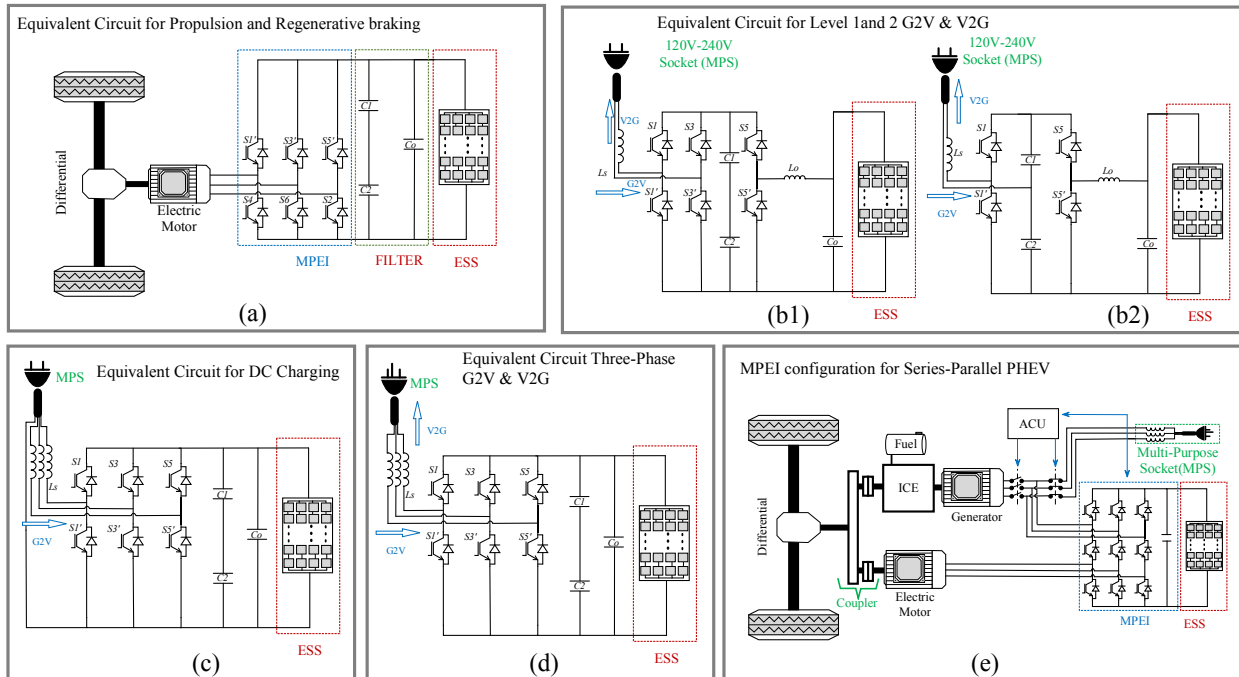 Equivalent Circuit for Propulsion and Regenerative braking
Differential
Electric
Motor
S1'
S3'
S5'
S4
S6
S2
C1
C2
Co
MPEI
FILTER
ESS
(a)
Equivalent Circuit for Level 1and 2 G2V & V2G
120V-240V
Socket (MPS)
V2G
Ls
G2V
S1
S3
S5
S1'
S3'
S5'
C1
C2
Lo
Co
ESS
(b1)
120V-240V
Socket (MPS)
V2G
Ls
G2V
S1
S5
S1'
S5'
C1
C2
Lo
Co
ESS
(b2)
Equivalent Circuit for DC Charging
MPS
Ls
G2V
S1
S3
S5
S1'
S3'
S5'
C1
C2
Co
ESS
(c)
Equivalent Circuit Three-Phase
G2V & V2G
MPS
V2G
Ls
G2V
S1
S3
S5
S1'
S3'
S5'
C1
C2
Co
ESS
(d)
MPEI configuration for Series-Parallel PHEV
Differential
Fuel
ICE
Generator
ACU
Multi-Purpose
Socket(MPS)
Coupler
Electric
Motor
MPEI
ESS
(e)